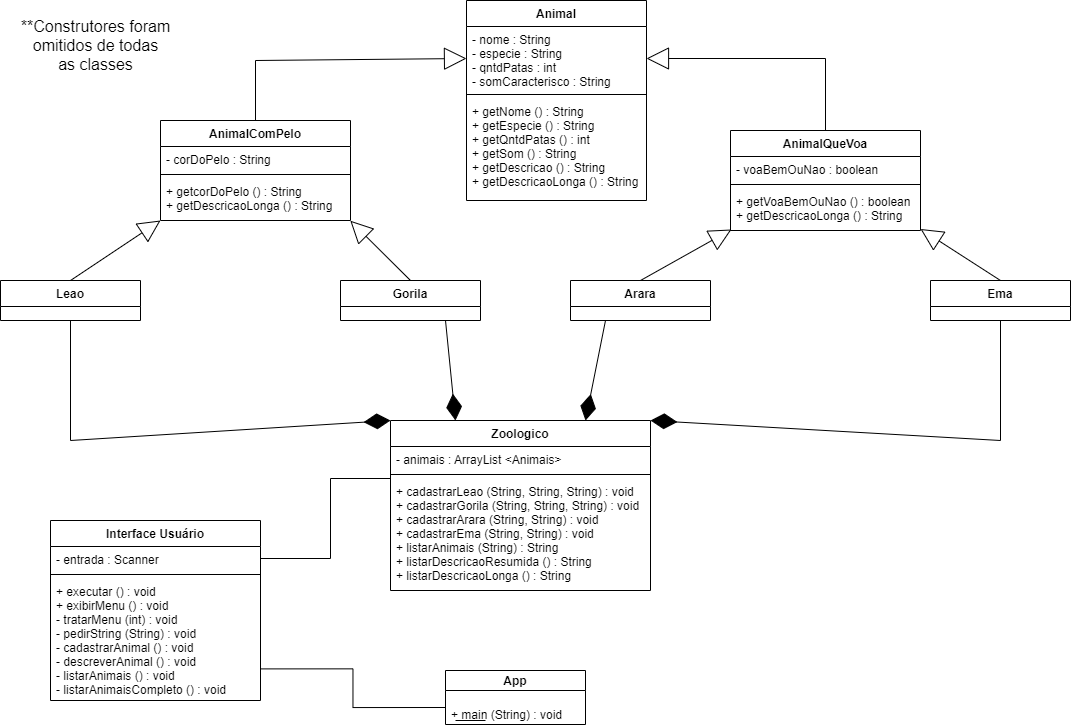 **Construtores foram
omitidos de todas
as classes
Animal
- nome : String
- especie : String
- qntdPatas : int
- somCaracterisco : String
+ getNome () : String
+ getEspecie () : String
+ getQntdPatas () : int
+ getSom () : String
+ getDescricao () : String
+ getDescricaoLonga () : String
AnimalComPelo
- corDoPelo : String
+ getcorDoPelo () : String
+ getDescricaoLonga () : String
AnimalQueVoa
- voaBemOuNao : boolean
+ getVoaBemOuNao () : boolean
+ getDescricaoLonga () : String
Leao
Gorila
Arara
Ema
Zoologico
- animais : ArrayList <Animais>
+ cadastrarLeao (String, String, String) : void
+ cadastrarGorila (String, String, String) : void
+ cadastrarArara (String, String) : void
+ cadastrarEma (String, String) : void
+ listarAnimais (String) : String
+ listarDescricaoResumida () : String
+ listarDescricaoLonga () : String
Interface Usuário
- entrada : Scanner
+ executar () : void
+ exibirMenu () : void
- tratarMenu (int) : void
- pedirString (String) : void
- cadastrarAnimal () : void
- descreverAnimal () : void
- listarAnimais () : void
- listarAnimaisCompleto () : void
App
+ main (String) : void